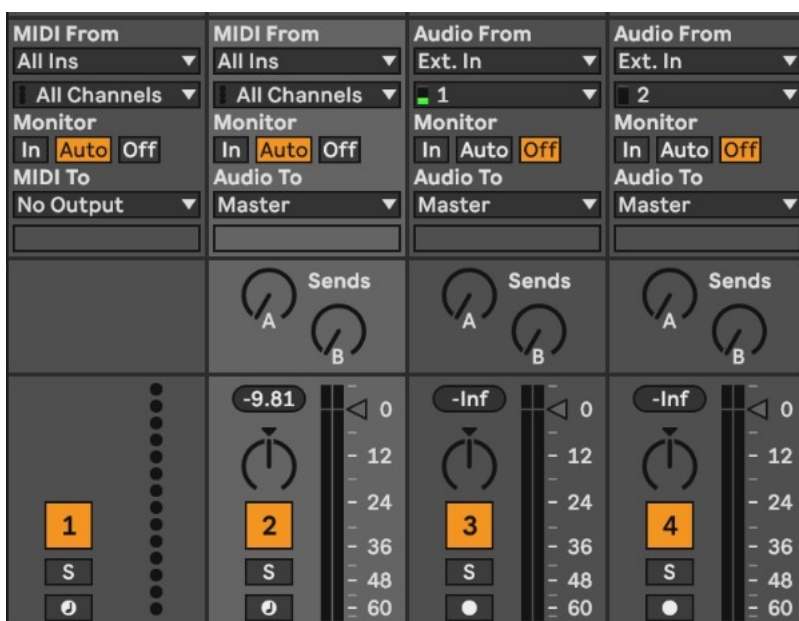 MIDI From
All Ins
All Channels
Monitor
In Auto Off
MIDI To
No Output
1
S
MIDI From
All Ins
All Channels
Monitor
In Auto Off
Audio To
Master
Sends
A
B
-9.81
0
12
24
36
48
60
2
S
Audio From
Ext. In
1
Monitor
In Auto Off
Audio To
Master
Sends
A
B
-Inf
0
12
24
36
48
60
3
S
Audio From
Ext. In
2
Monitor
In Auto Off
Audio To
Master
Sends
A
B
-Inf
0
12
24
36
48
60
4
S